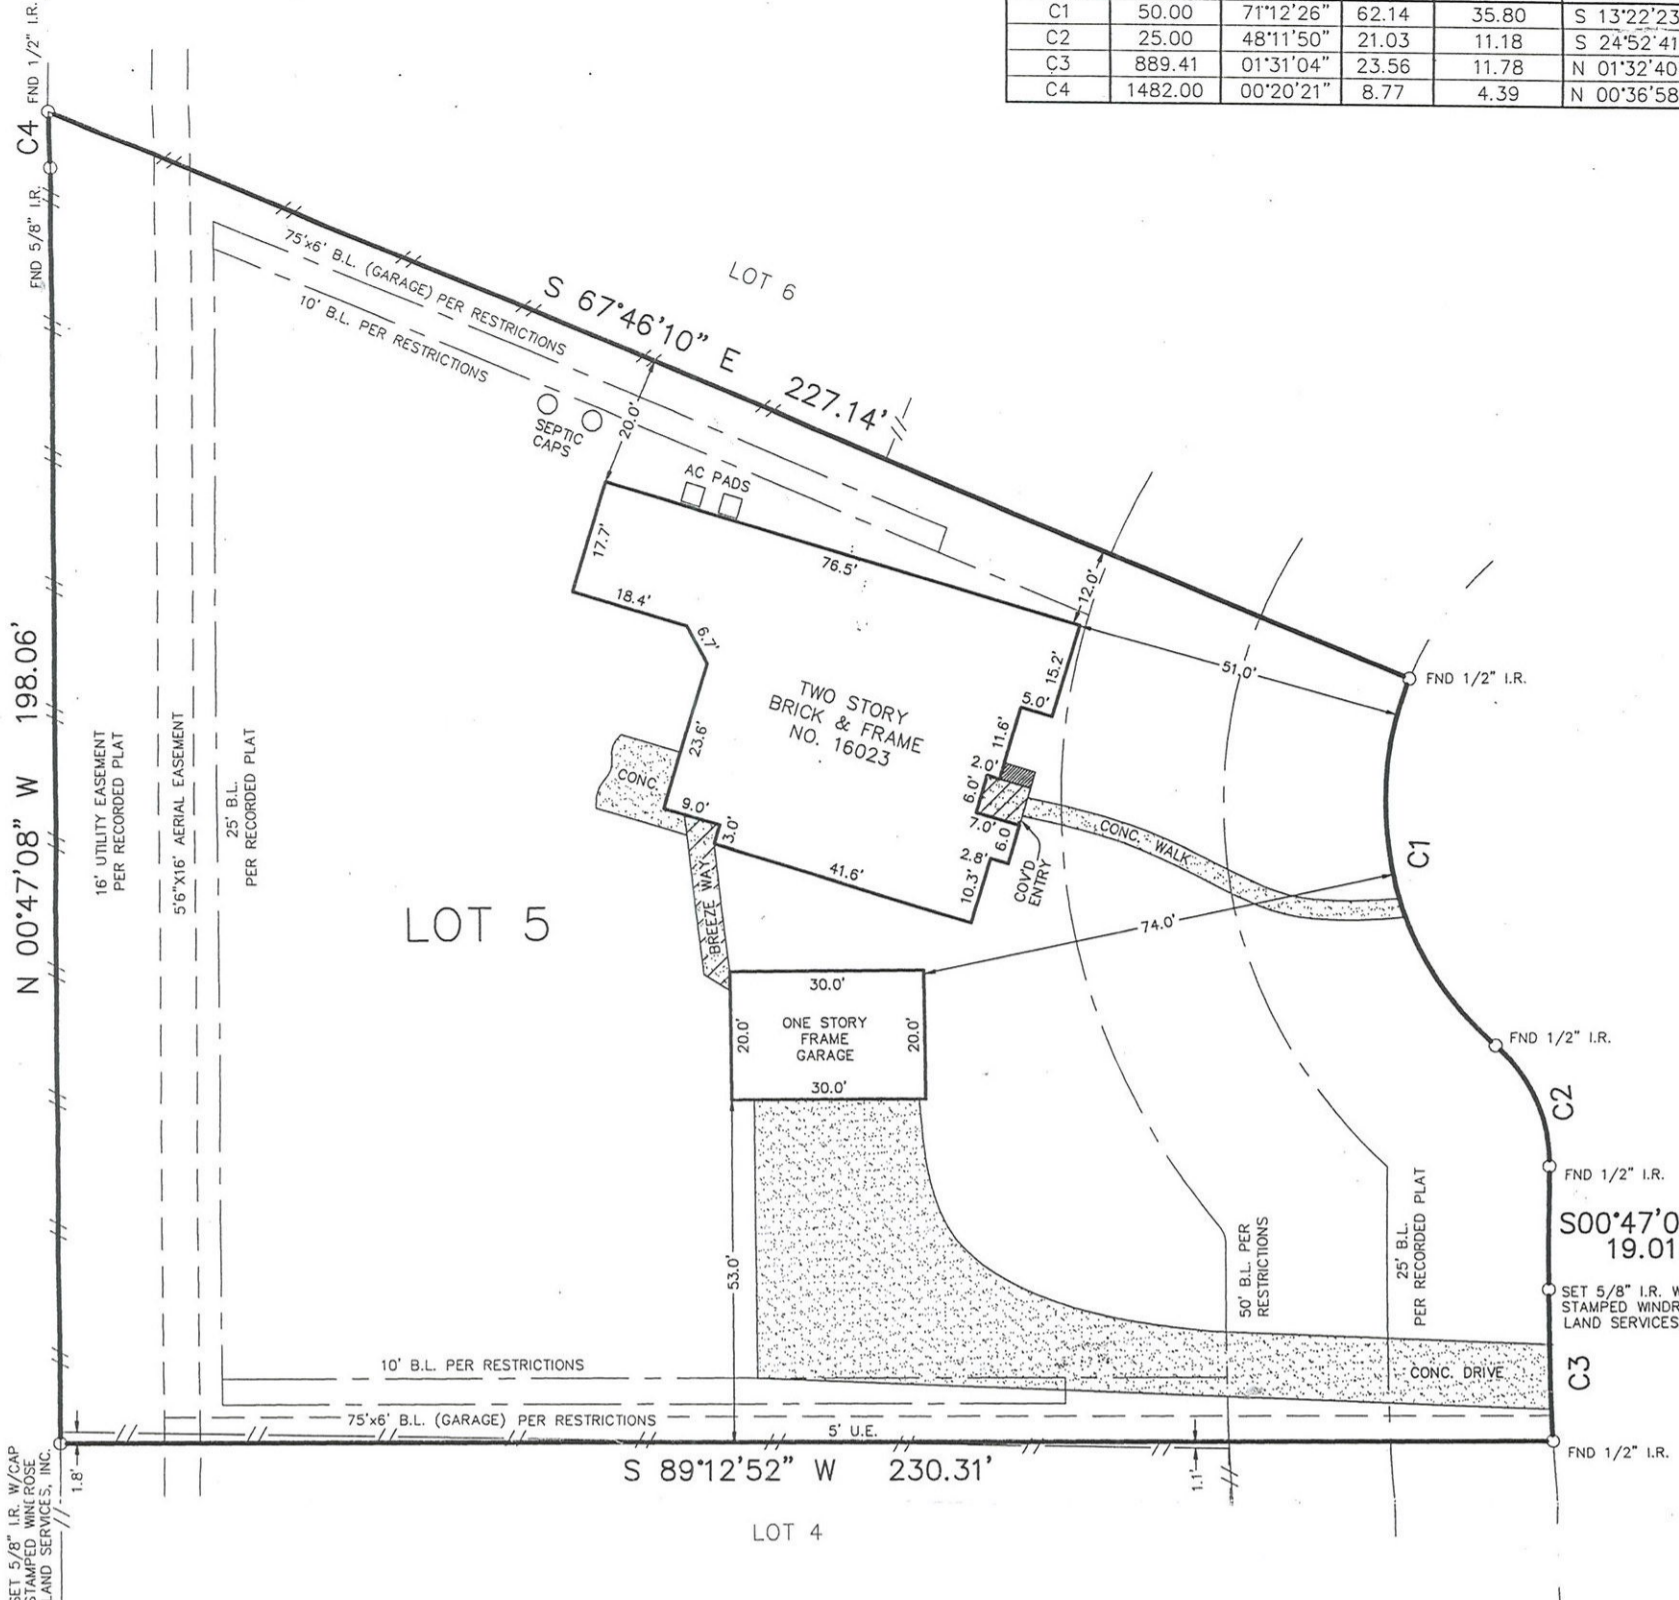 C1 50.00 71°12'26" 62.14 35.80 S 13°22'23
C2 25.00 48°11'50" 21.03 11.18 S 24°52'41
C3 889.41 01°31'04" 23.56 11.78 N 01°32'40
C4 1482.00 00°20'21" 8.77 4.39 N 00°36'58
FND 1/2" I.R.
C4
FND 5/8" I.R.
75'x6' B.L. (GARAGE) PER RESTRICTIONS
10' B.L. PER RESTRICTIONS
S 67°46'10" E 227.14'
LOT 6
SEPTIC
CAPS
20.0'
AC PADS
17.7'
76.5'
18.4'
6.7'
12.0'
51.0'
FND 1/2" I.R.
15.2'
5.0'
11.6'
TWO STORY
BRICK & FRAME
NO. 16023
23.6'
CONC.
2.0'
6.0'
7.0'
6.0
9.0'
3.0'
2.8'
10.3'
41.6'
COV'D
ENTRY
CONC. WALK
C1
N 00°47'08" W 198.06'
16' UTILITY EASEMENT
PER RECORDED PLAT
5'6"X16' AERIAL EASEMENT
25' B.L.
PER RECORDED PLAT
LOT 5
BREEZE WAY
74.0'
30.0'
20.0'
ONE STORY
FRAME
GARAGE
20.0'
30.0'
FND 1/2" I.R.
C2
FND 1/2" I.R.
S00°47'0
19.01
53.0'
50' B.L. PER
RESTRICTIONS
25' B.L.
PER RECORDED PLAT
SET 5/8" I.R. W
STAMPED WINDR
LAND SERVICES
10' B.L. PER RESTRICTIONS
CONC. DRIVE
C3
75'x6' B.L. (GARAGE) PER RESTRICTIONS
5' U.E.
1.8'
S 89°12'52" W 230.31'
1.1'
FND 1/2" I.R.
LOT 4
SET 5/8" I.R. W/CAP
STAMPED WINDROSE
LAND SERVICES, INC.